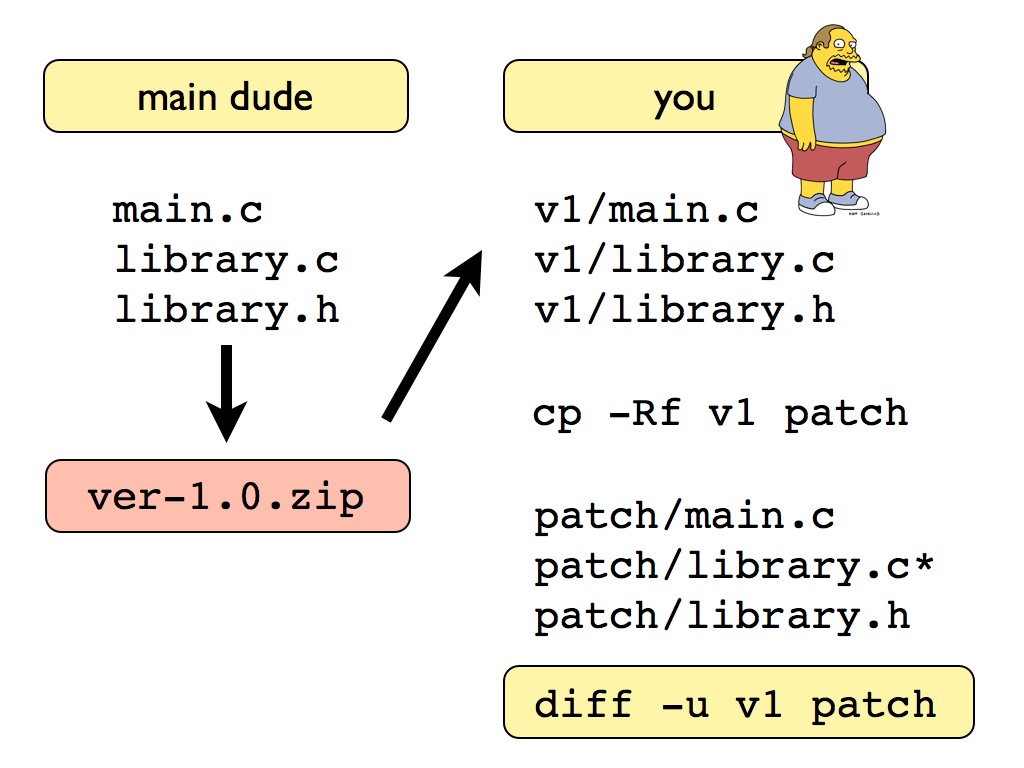 main dude
main.c
library.c
library.h
ver-1.0.zip
you
v1/main.c
v1/library.c
v1/library.h
cp -Rf v1 patch
patch/main.c
patch/library.c*
patch/library.h
diff -u v1 patch